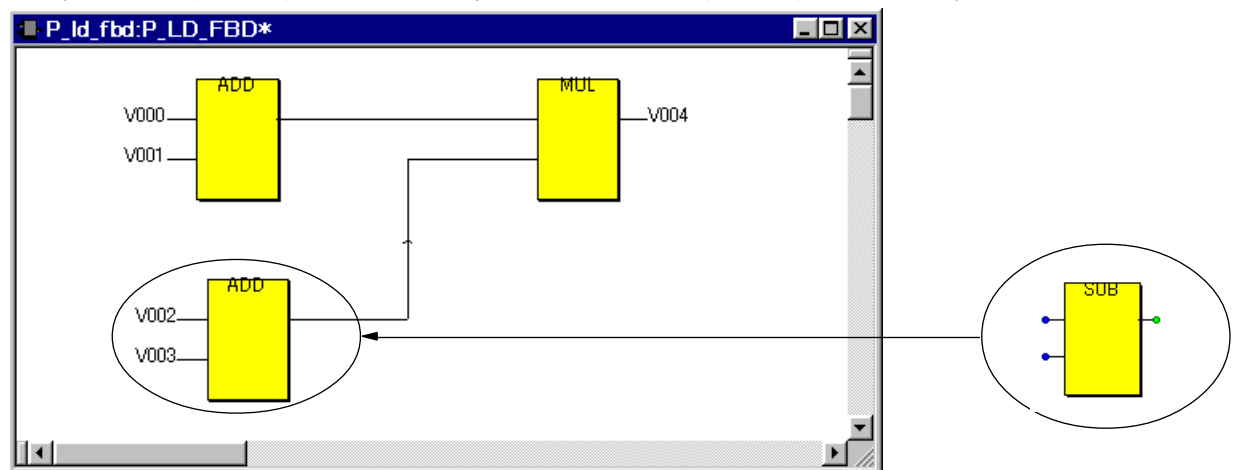 P_ld_fbd:P_LD_FBD*
ADD
MUL
V000
V004
V001
ADD
SUB
V002
V003